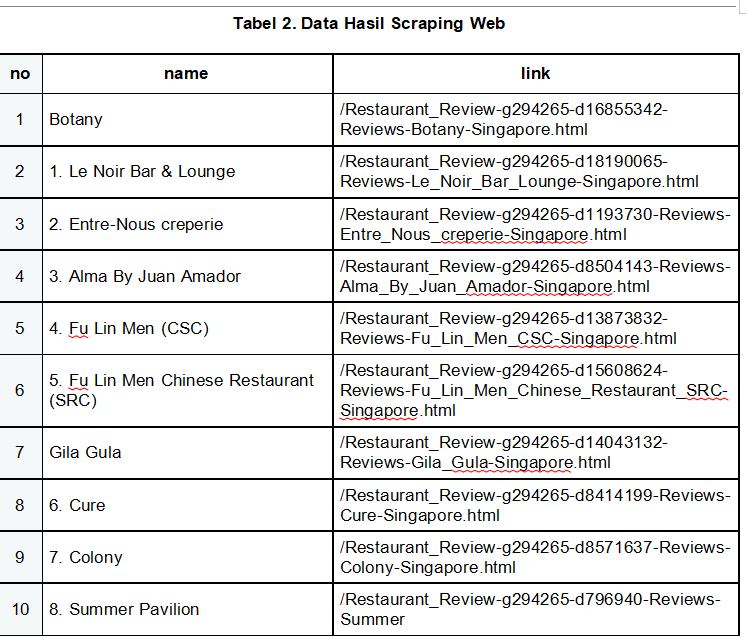 Tabel 2. Data Hasil Scraping Web
no name link
1 Botany /Restaurant_Review-g294265-d16855342-
Reviews-Botany-Singapore.html
2 1. Le Noir Bar & Lounge /Restaurant_Review-g294265-d18190065-
Reviews-Le_Noir_Bar_Lounge-Singapore.html
3 2. Entre-Nous creperie /Restaurant_Review-g294265-d1193730-Reviews-
Entre_Nous_creperie-Singapore.html
4 3. Alma By Juan Amador /Restaurant_Review-g294265-d8504143-Reviews-
Alma_By_Juan_Amador-Singapore.html
5 4. Fu Lin Men (CSC) /Restaurant_Review-g294265-d13873832-
Reviews-Fu_Lin_Men_CSC-Singapore.html
6 5. Fu Lin Men Chinese Restaurant
(SRC) /Restaurant_Review-g294265-d15608624-
Reviews-Fu_Lin_Men_Chinese_Restaurant_SRC-
Singapore.html
7 Gila Gula /Restaurant_Review-g294265-d14043132-
Reviews-Gila_Gula-Singapore.html
8 6. Cure /Restaurant_Review-g294265-d8414199-Reviews-
Cure-Singapore.html
9 7. Colony /Restaurant_Review-g294265-d8571637-Reviews-
Colony-Singapore.html
10 8. Summer Pavilion /Restaurant_Review-g294265-d796940-Reviews-
Summer